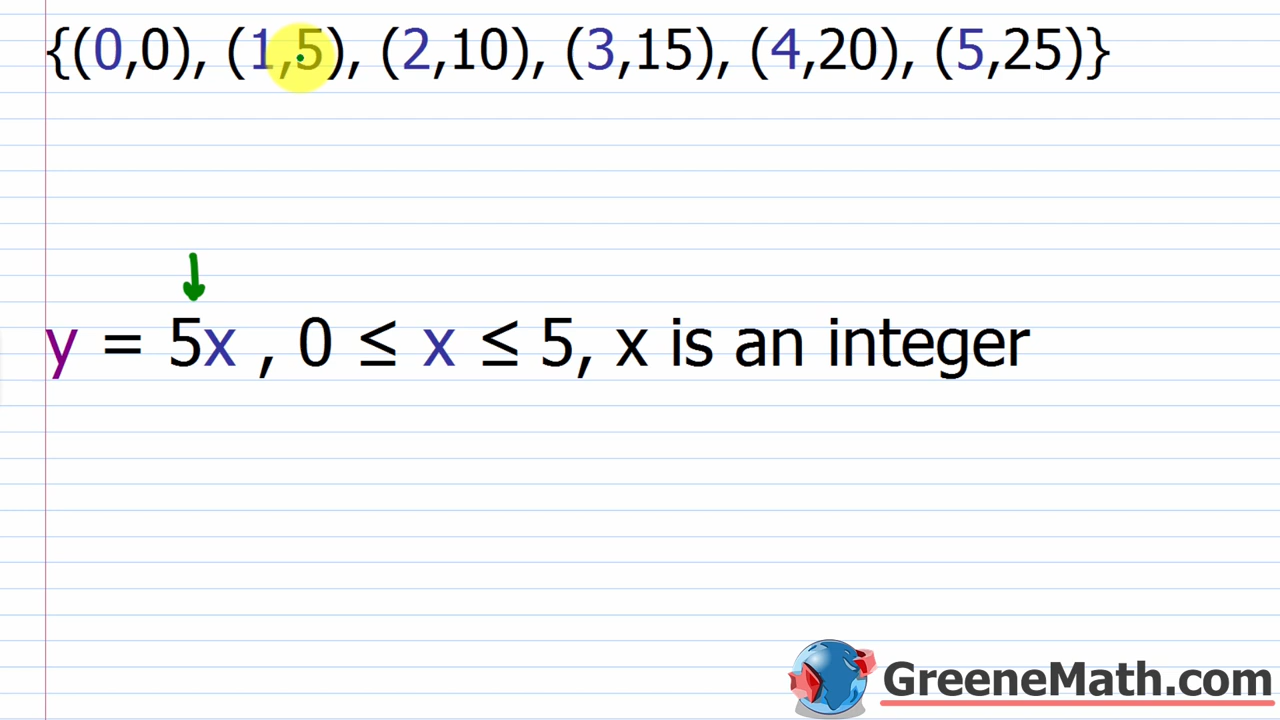 {(0,0), (1,5), (2,10), (3,15), (4,20), (5,25)}
y = 5x , 0 ≤ x ≤ 5, x is an integer
GreeneMath.com